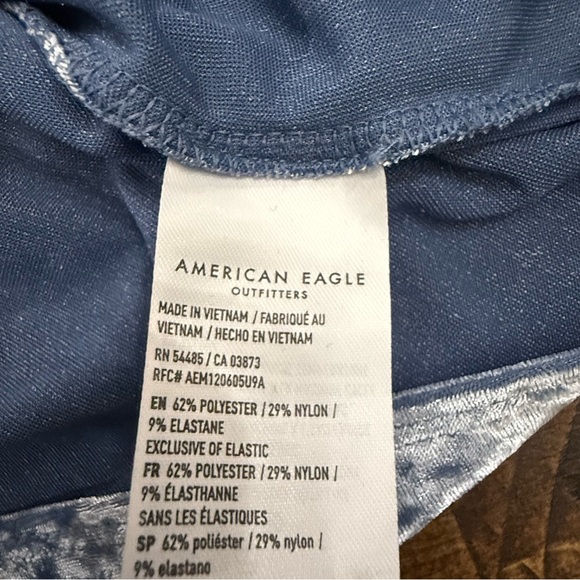 AMERICAN EAGLE
OUTFITTERS
MADE IN VIETNAM / FABRIQUÉ AU
VIETNAM / HECHO EN VIETNAM
RN 54485 / CA 03873
RFC# AEM120605U9A
EN 62% POLYESTER / 29% NYLON /
9% ELASTANE
EXCLUSIVE OF ELASTIC
FR 62% POLYESTER / 29% NYLON /
9% ÉLASTHANNE
SANS LES ÉLASTIQUES
SP 62% poliéster / 29% nylon /
9% elastano